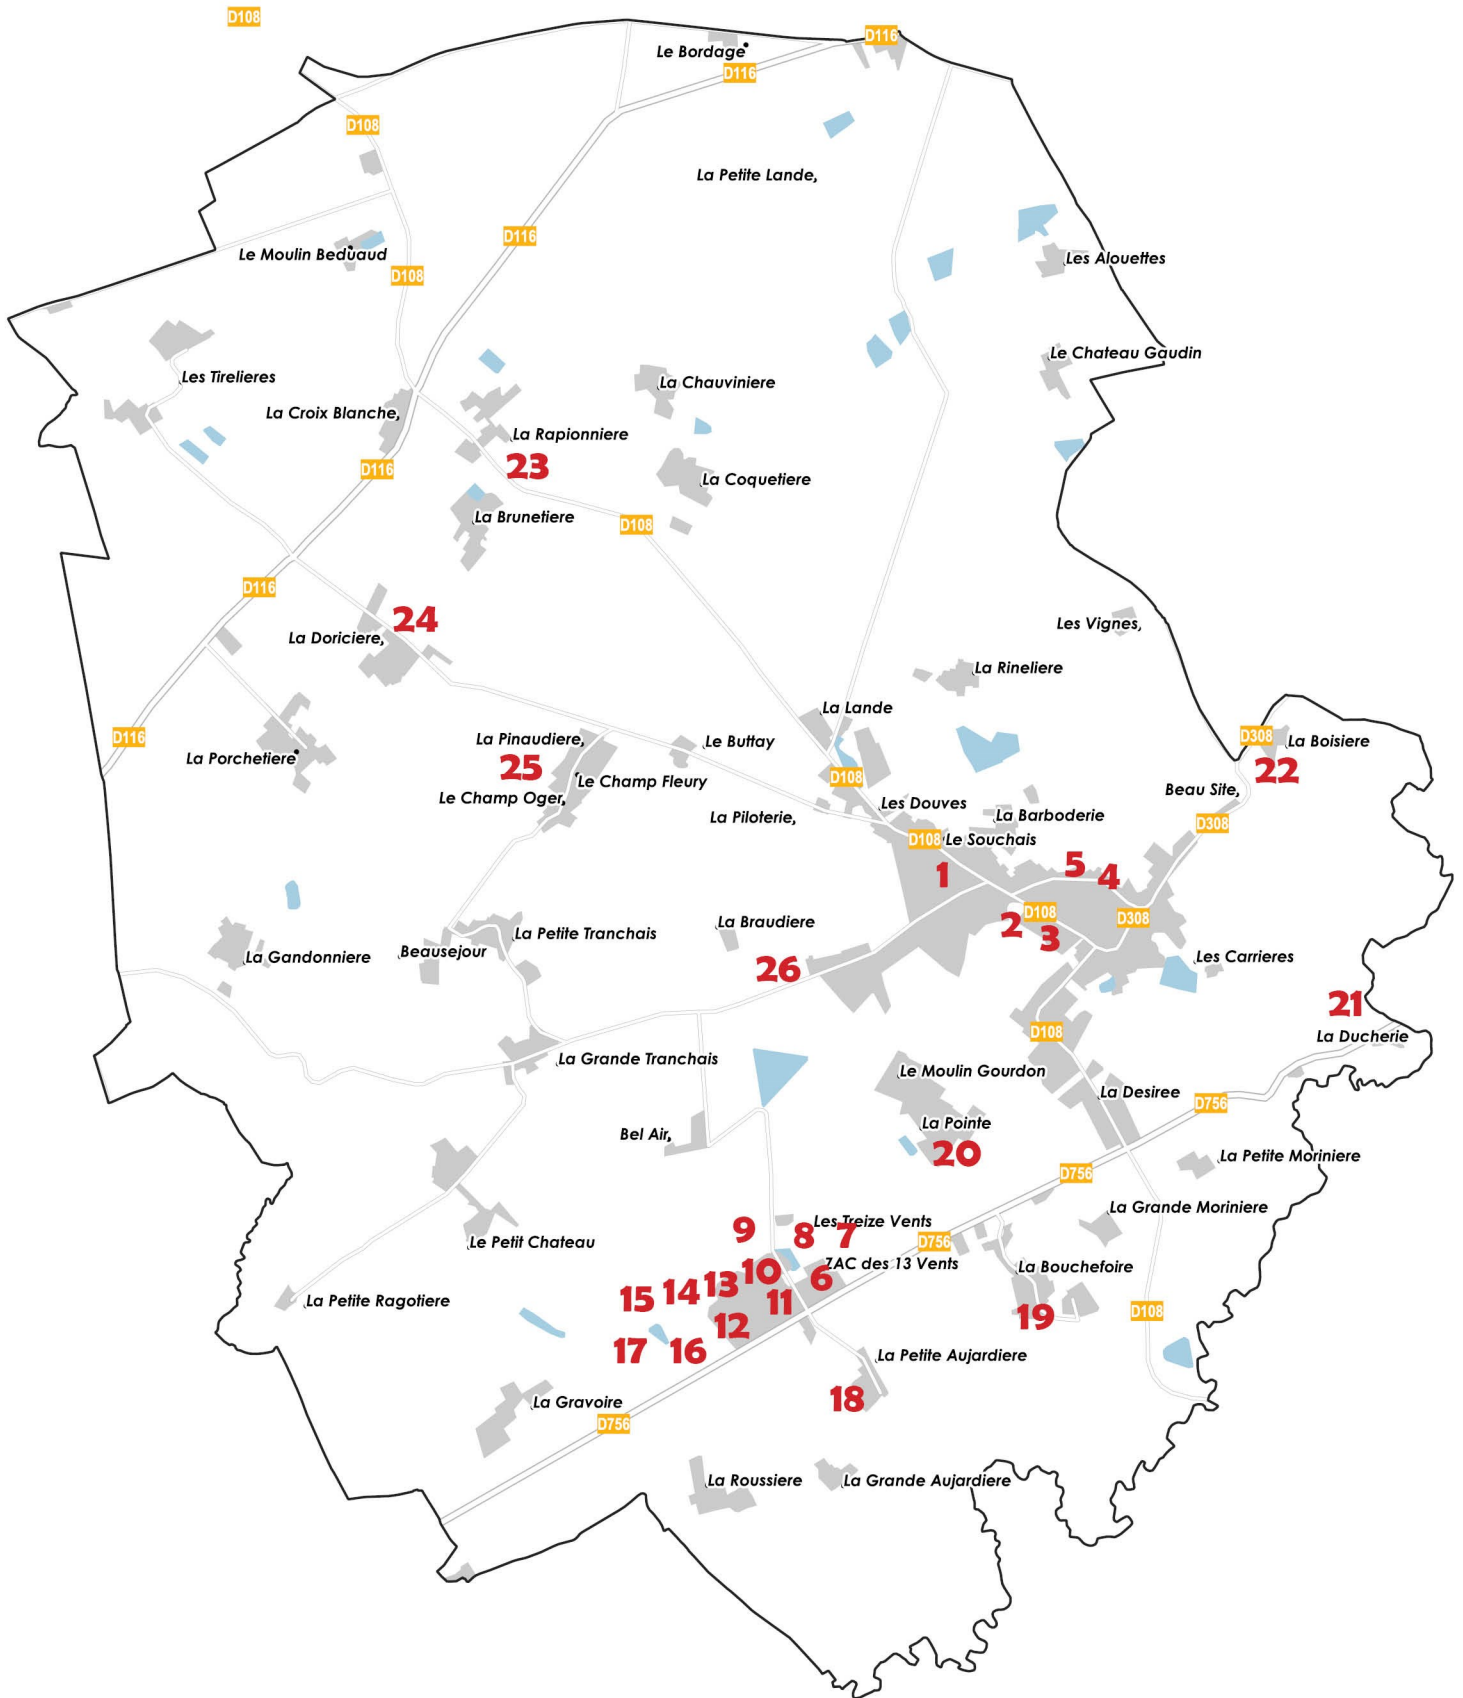 D108
D116
Le Bordage
D116
D108
La Petite Lande,
D116
Le Moulin Beduaud
Les Alouettes
D108
Le Chateau Gaudin
Les Tirelieres
La Chauviniere
La Croix Blanche,
La Rapionniere
23
D116
La Coquetiere
La Brunetiere
D108
D116
24
Les Vignes,
La Doriciere,
La Rineliere
La Lande
D116
La Pinaudiere,
Le Buttay
D308
La Boisiere
La Porchetiere
25
22
Le Champ Fleury
D108
Beau Site,
Le Champ Oger,
Les Douves
La Piloterie,
La Barboderie
D308
D108
Le Souchais
1
5
4
La Braudiere
2
D108
D308
3
La Petite Tranchais
Beausejour
La Gandonniere
Les Carrieres
26
21
D108
La Ducherie
La Grande Tranchais
Le Moulin Gourdon
La Desiree
D756
La Pointe
Bel Air,
20
La Petite Moriniere
D756
La Grande Moriniere
Les Treize Vents
9
8
7
D756
Le Petit Chateau
ZAC des 13 Vents
La Bouchefoire
10
6
13
14
15
11
La Petite Ragotiere
D108
19
12
17
16
La Petite Aujardiere
18
La Gravoire
D756
La Roussiere
La Grande Aujardiere